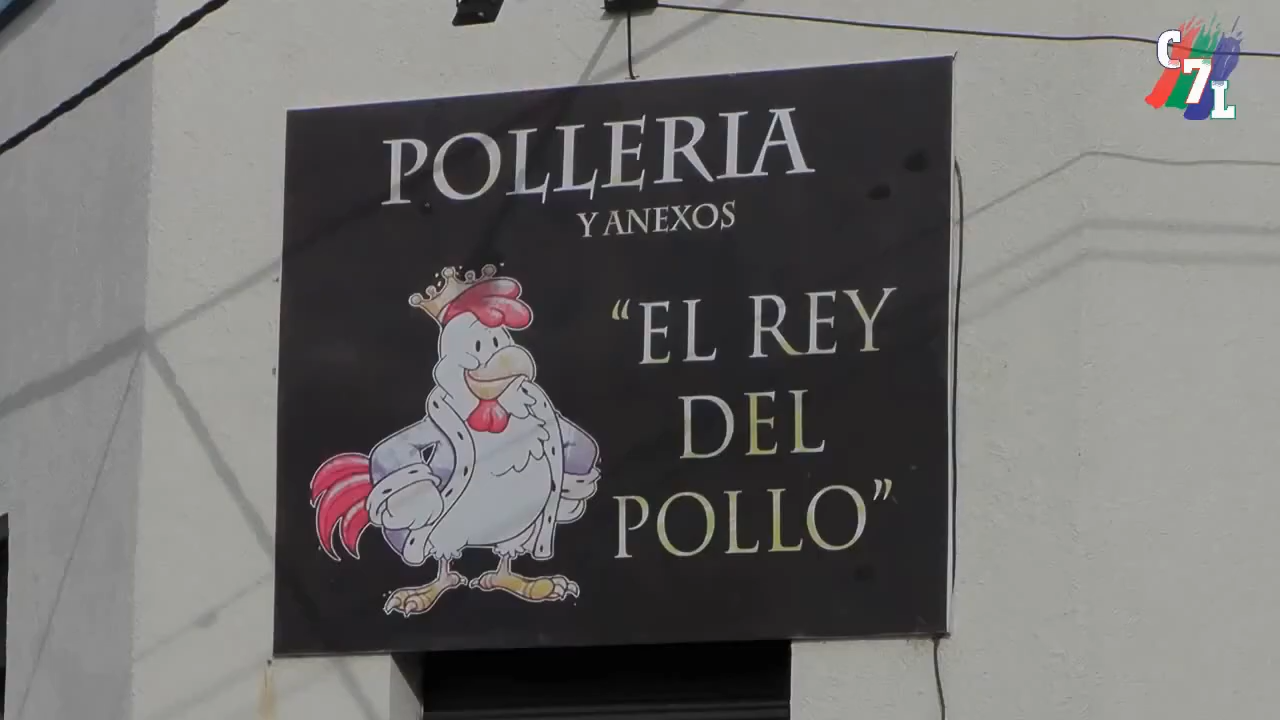 POLLERIA
Y ANEXOS
“EL REY
DEL
POLLO”
C7L